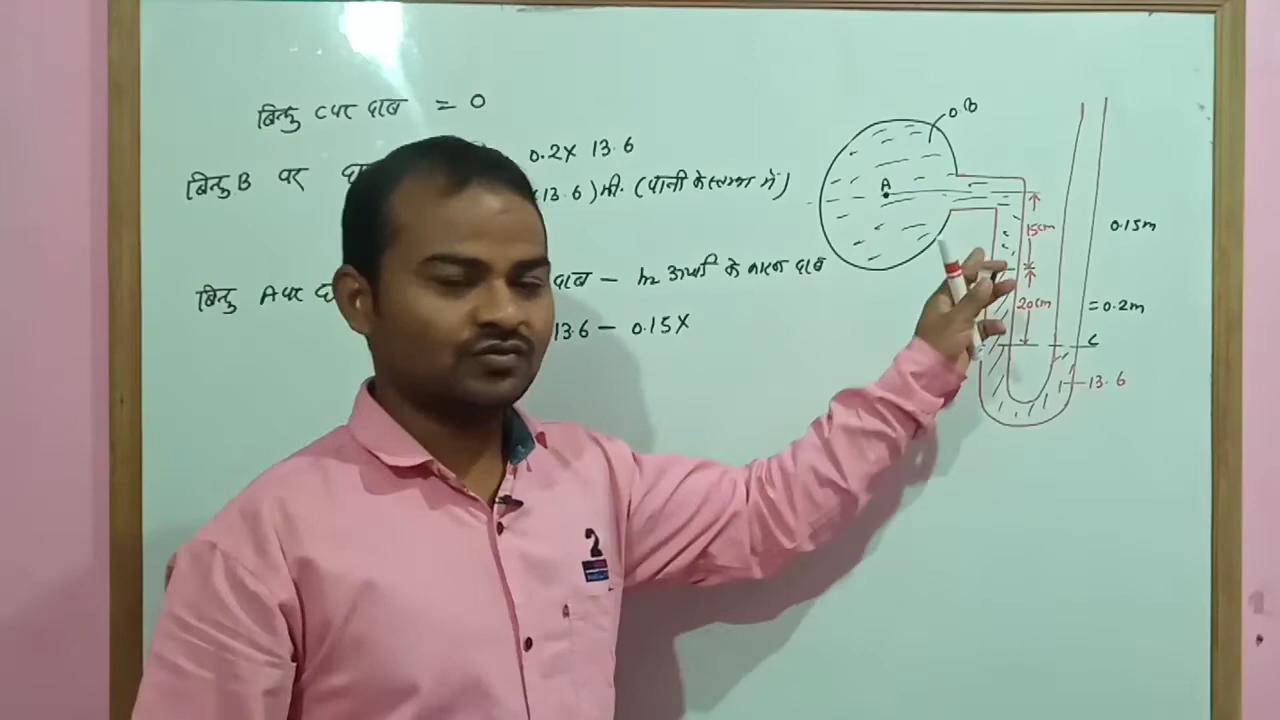 बिन्दु C पर दाब = 0
बिन्दु B पर
0.2 X 13.6
13.6) मी. (पानी के स्तम्भ में)
बिन्दु A पर
दाब - h₂ ऊंचाई के कारण दाब
13.6 - 0.15 X
B
A
15cm
0.15m
20cm
= 0.2m
C
13.6
2